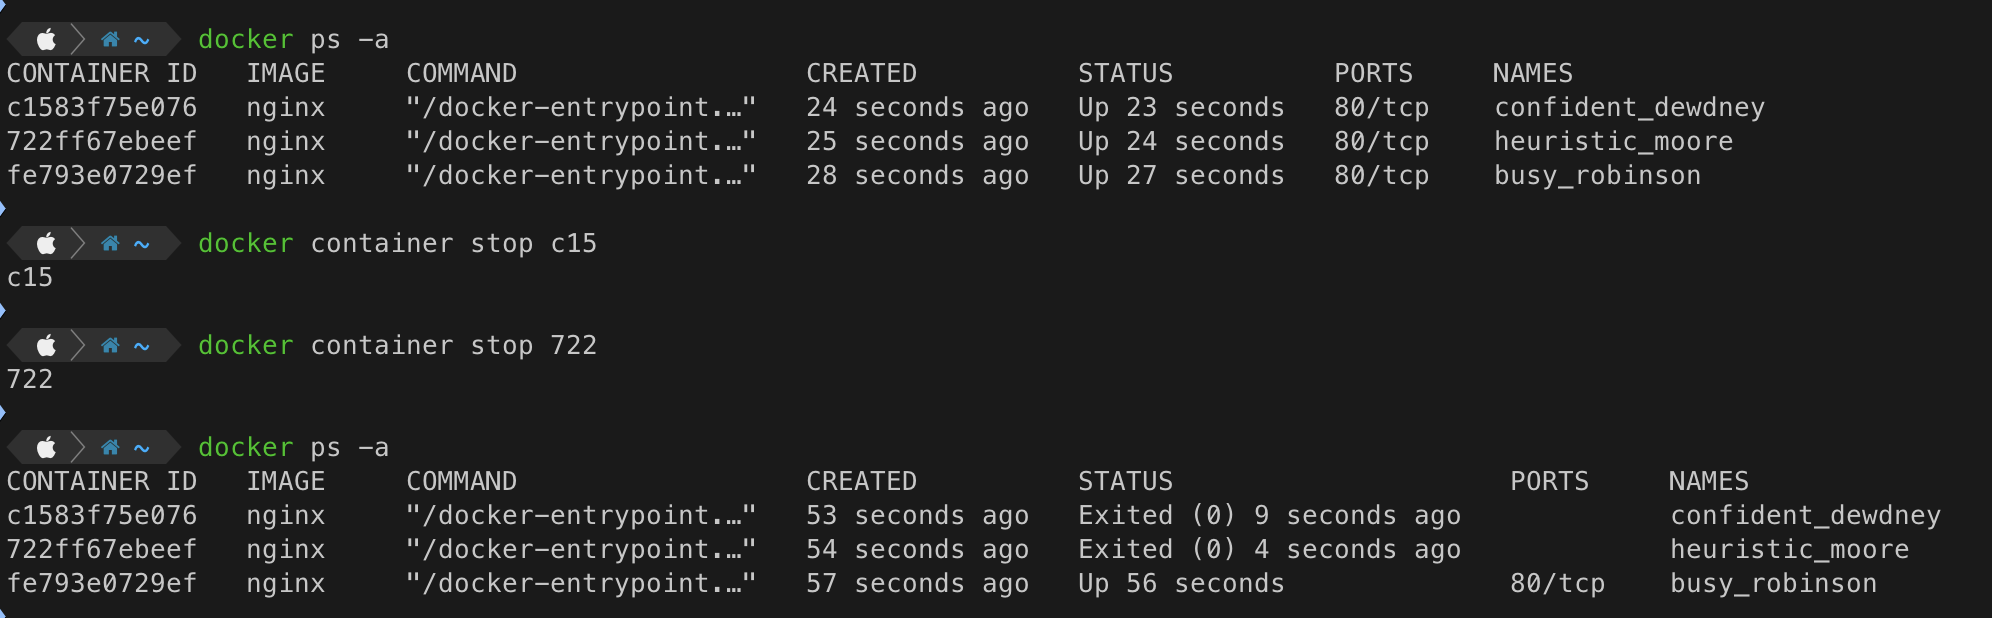 ~ docker ps -a
CONTAINER ID IMAGE COMMAND CREATED STATUS PORTS NAMES
c1583f75e076 nginx "/docker-entrypoint.…" 24 seconds ago Up 23 seconds 80/tcp confident_dewdney
722ff67ebeef nginx "/docker-entrypoint.…" 25 seconds ago Up 24 seconds 80/tcp heuristic_moore
fe793e0729ef nginx "/docker-entrypoint.…" 28 seconds ago Up 27 seconds 80/tcp busy_robinson
~ docker container stop c15
c15
~ docker container stop 722
722
~ docker ps -a
CONTAINER ID IMAGE COMMAND CREATED STATUS PORTS NAMES
c1583f75e076 nginx "/docker-entrypoint.…" 53 seconds ago Exited (0) 9 seconds ago confident_dewdney
722ff67ebeef nginx "/docker-entrypoint.…" 54 seconds ago Exited (0) 4 seconds ago heuristic_moore
fe793e0729ef nginx "/docker-entrypoint.…" 57 seconds ago Up 56 seconds 80/tcp busy_robinson